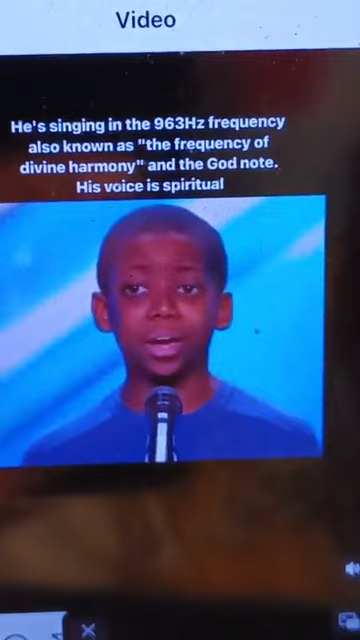 Video
He's singing in the 963Hz frequency
also known as "the frequency of
divine harmony" and the God note.
His voice is spiritual